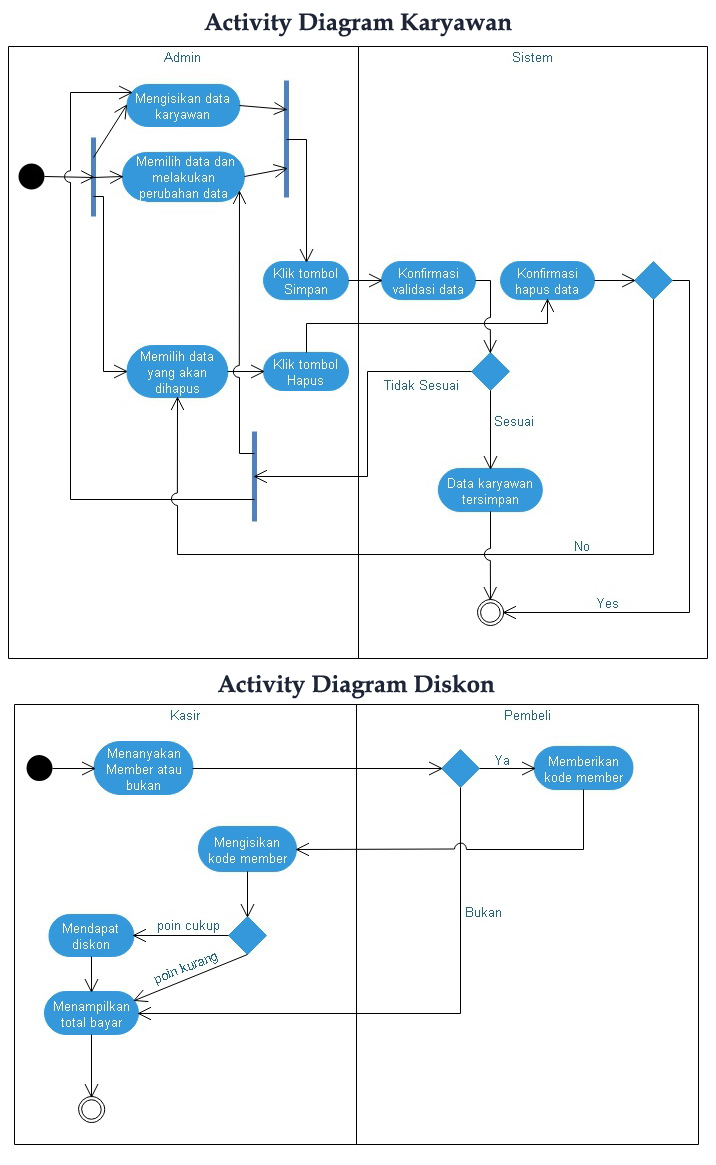 Activity Diagram Karyawan
Admin
Sistem
Mengisikan data
karyawan
Memilih data dan
melakukan
perubahan data
Klik tombol
Simpan
Konfirmasi
validasi data
Konfirmasi
hapus data
Memilih data
yang akan
dihapus
Klik tombol
Hapus
Tidak Sesuai
Sesuai
Data karyawan
tersimpan
No
Yes
Activity Diagram Diskon
Kasir
Pembeli
Menanyakan
Member atau
bukan
Ya
Memberikan
kode member
Mengisikan
kode member
Bukan
Mendapat
diskon
poin cukup
poin kurang
Menampilkan
total bayar